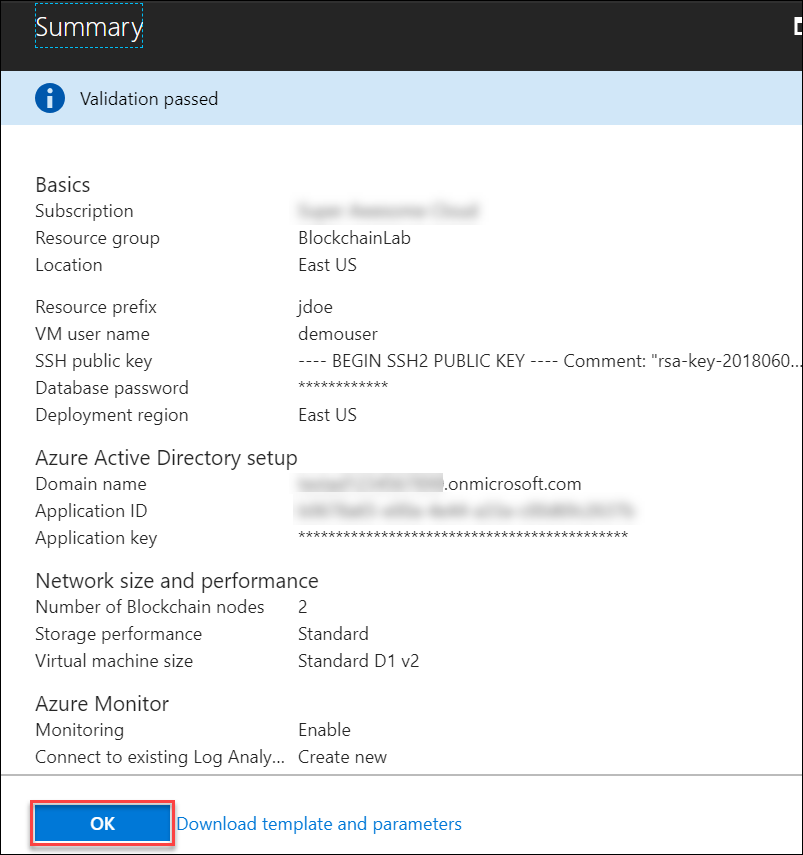 Summary
Validation passed
Basics
Subscription
Resource group BlockchainLab
Location East US
Resource prefix jdoe
VM user name demouser
SSH public key ---- BEGIN SSH2 PUBLIC KEY ---- Comment: "rsa-key-2018060...
Database password ************
Deployment region East US
Azure Active Directory setup
Domain name .onmicrosoft.com
Application ID
Application key ********************************************
Network size and performance
Number of Blockchain nodes 2
Storage performance Standard
Virtual machine size Standard D1 v2
Azure Monitor
Monitoring Enable
Connect to existing Log Analy... Create new
OK Download template and parameters